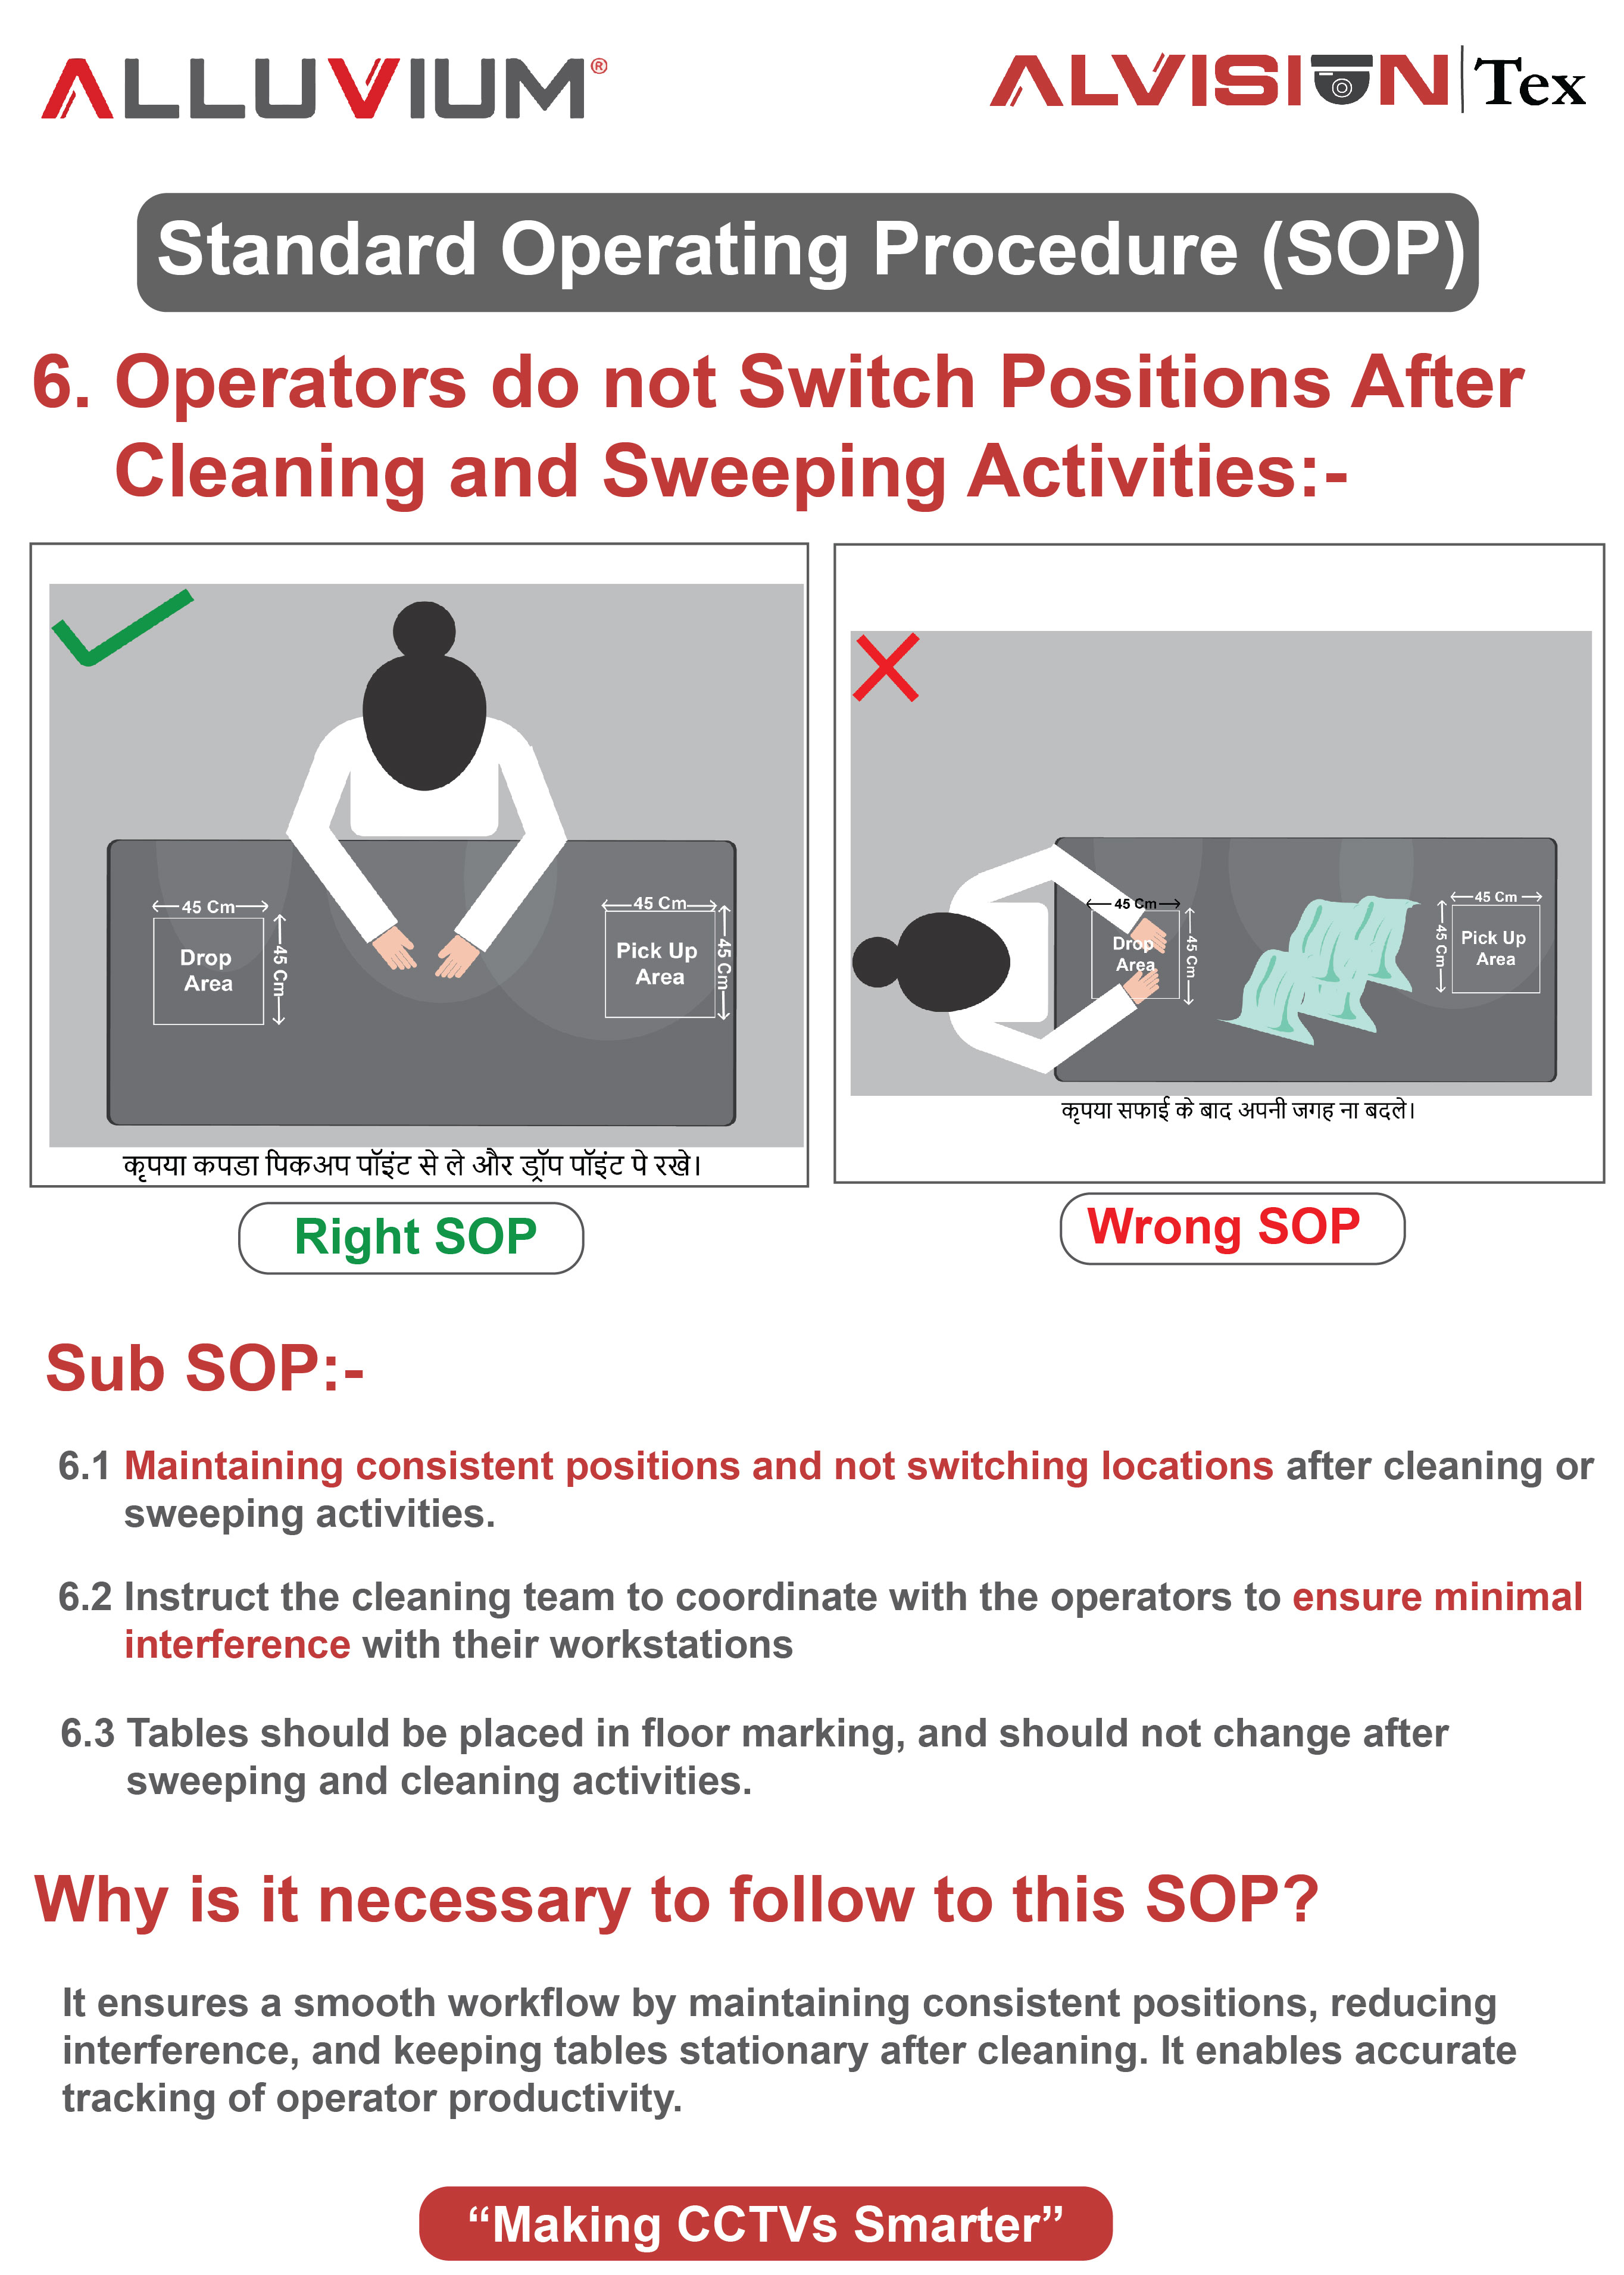 ALLUVIUM®
ALVISION Tex
Standard Operating Procedure (SOP)
6. Operators do not Switch Positions After
Cleaning and Sweeping Activities:-
45 Cm
45 Cm
Drop
Area
45 Cm
45 Cm
Pick Up
Area
कृपया कपडा पिकअप पॉइंट से ले और ड्रॉप पॉइंट पे रखे।
Right SOP
45 Cm
45 Cm
Drop
Area
45 Cm
45 Cm
Pick Up
Area
कृपया सफाई के बाद अपनी जगह ना बदले।
Wrong SOP
Sub SOP:-
6.1 Maintaining consistent positions and not switching locations after cleaning or
sweeping activities.
6.2 Instruct the cleaning team to coordinate with the operators to ensure minimal
interference with their workstations
6.3 Tables should be placed in floor marking, and should not change after
sweeping and cleaning activities.
Why is it necessary to follow to this SOP?
It ensures a smooth workflow by maintaining consistent positions, reducing
interference, and keeping tables stationary after cleaning. It enables accurate
tracking of operator productivity.
“Making CCTVs Smarter”